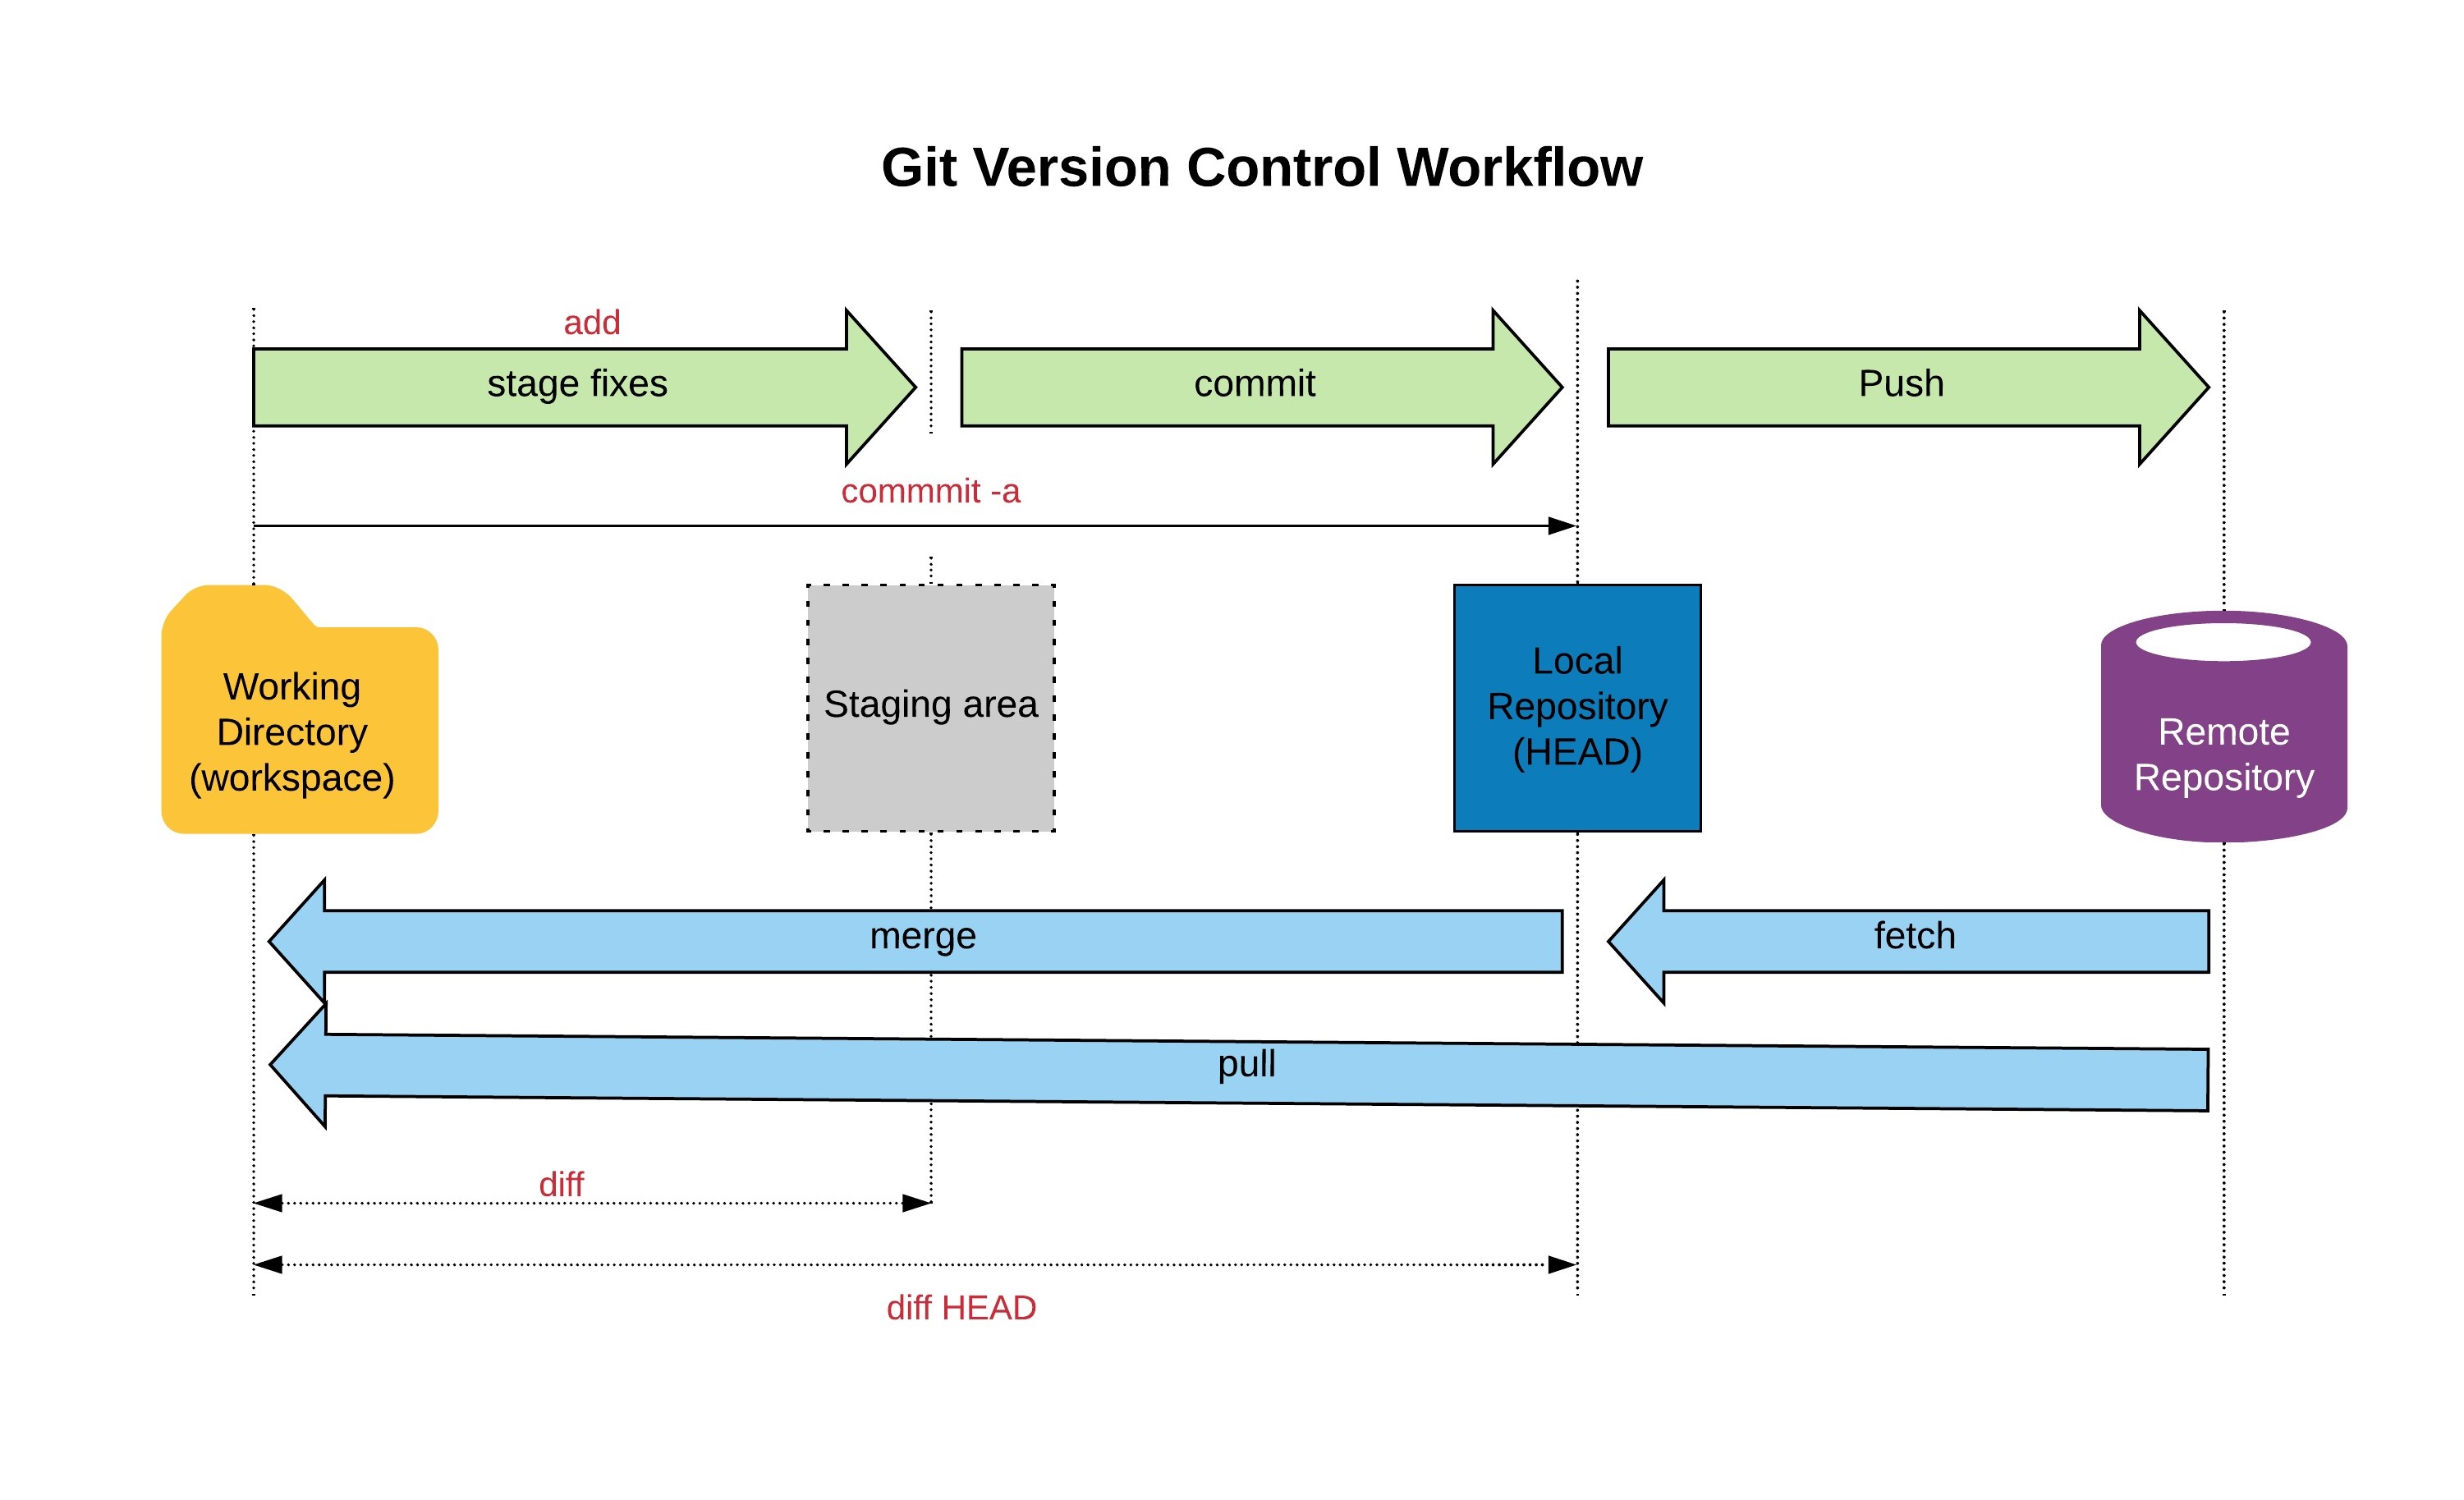 Git Version Control Workflow
add
stage fixes
commit
Push
commmit -a
Working
Directory
(workspace)
Staging area
Local
Repository
(HEAD)
Remote
Repository
merge
fetch
pull
diff
diff HEAD